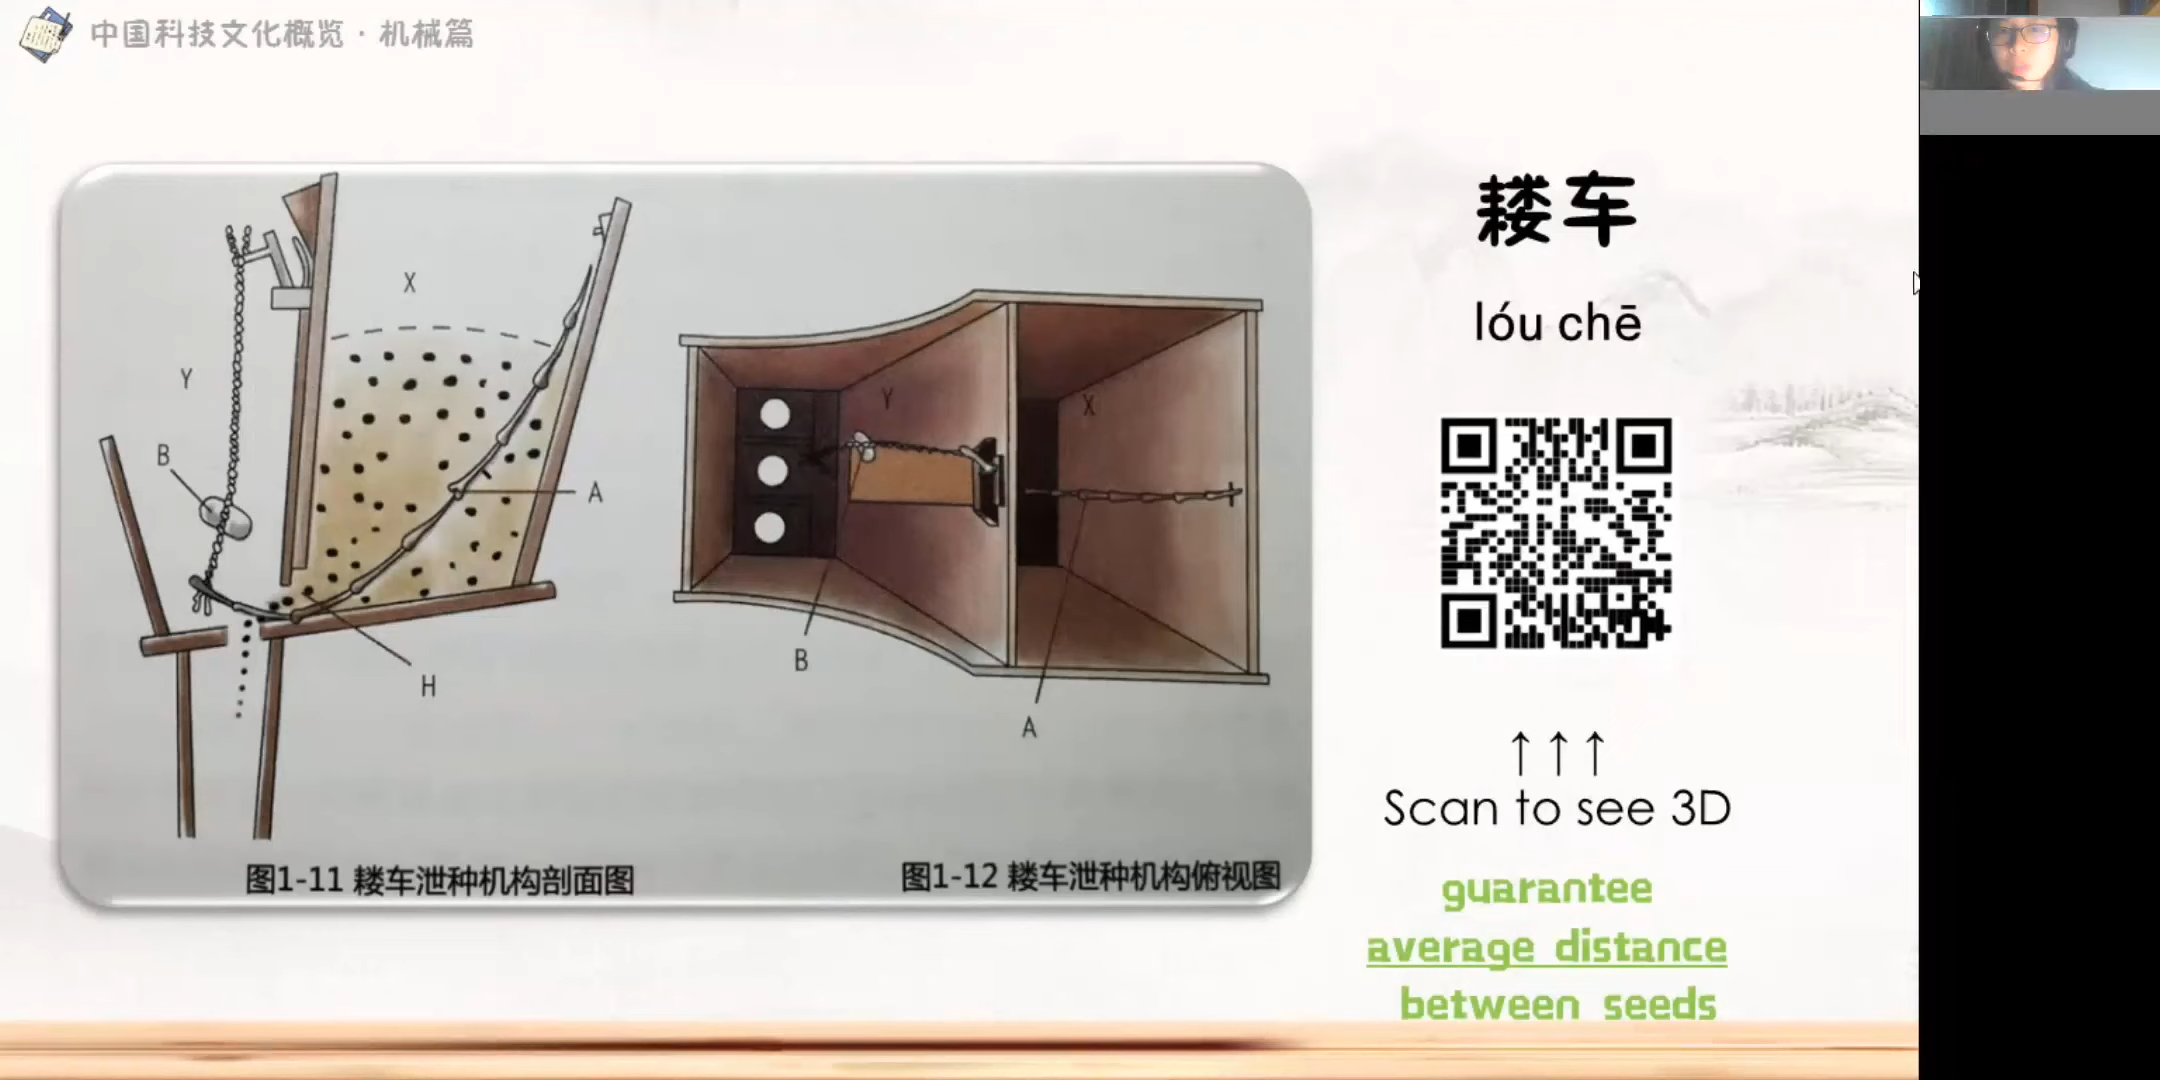 中国科技文化概览·机械篇
X
Y
B
A
H
图1-11 耧车泄种机构剖面图
Y
X
B
A
图1-12 耧车泄种机构俯视图
耧车
lóu chē
↑↑↑
Scan to see 3D
guarantee
average distance
between seeds